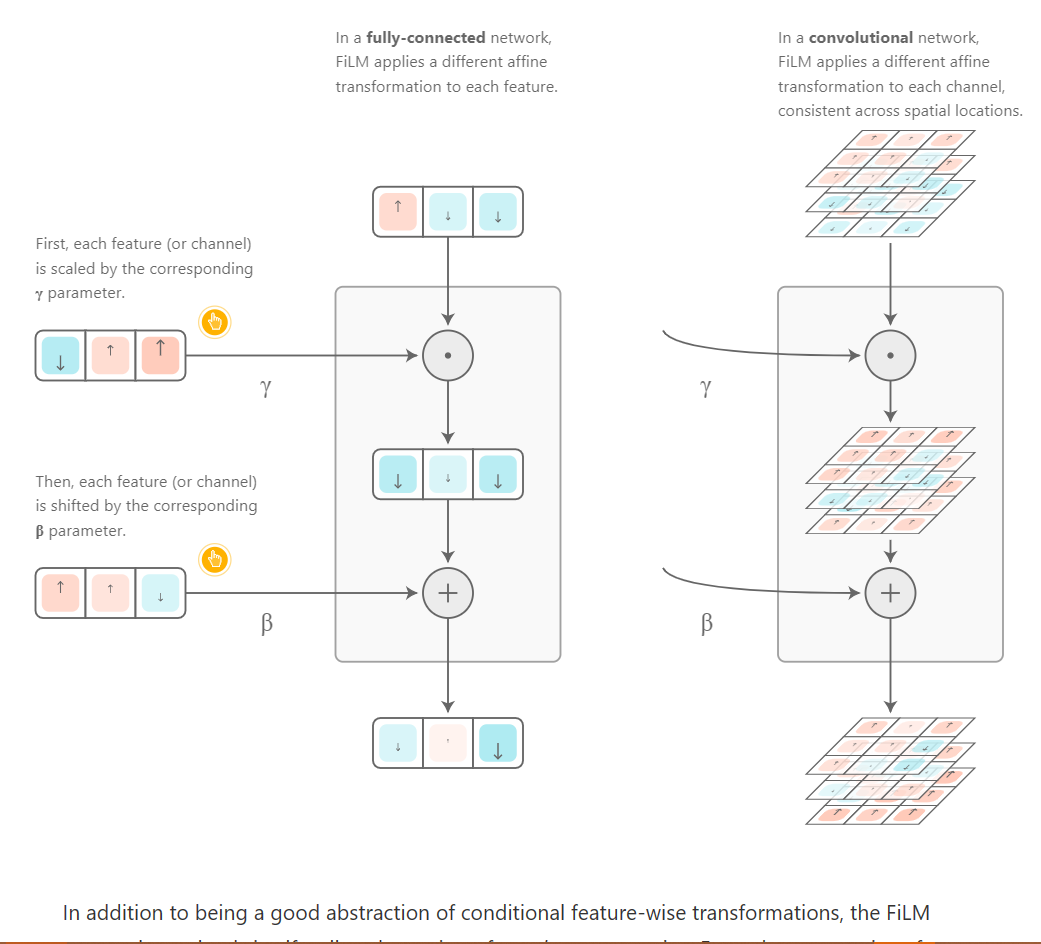 In a fully-connected network,
FiLM applies a different affine
transformation to each feature.
In a convolutional network,
FiLM applies a different affine
transformation to each channel,
consistent across spatial locations.
First, each feature (or channel)
is scaled by the corresponding
γ parameter.
γ
γ
Then, each feature (or channel)
is shifted by the corresponding
β parameter.
β
β
In addition to being a good abstraction of conditional feature-wise transformations, the FiLM